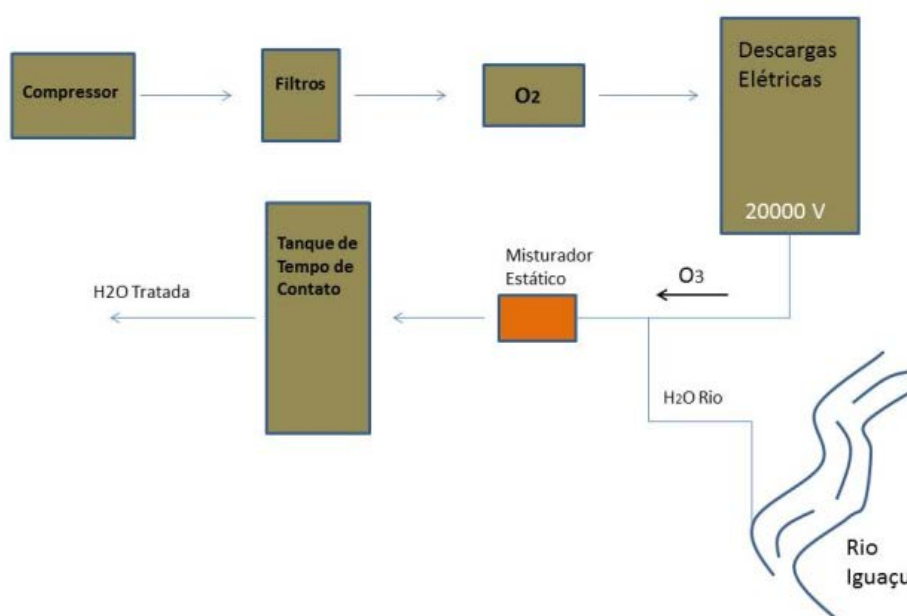 Compressor
Filtros
O2
Descargas
Elétricas
20000 V
O3
Misturador
Estático
Tanque de
Tempo de
Contato
H2O Tratada
H2O Rio
Rio
Iguaçu